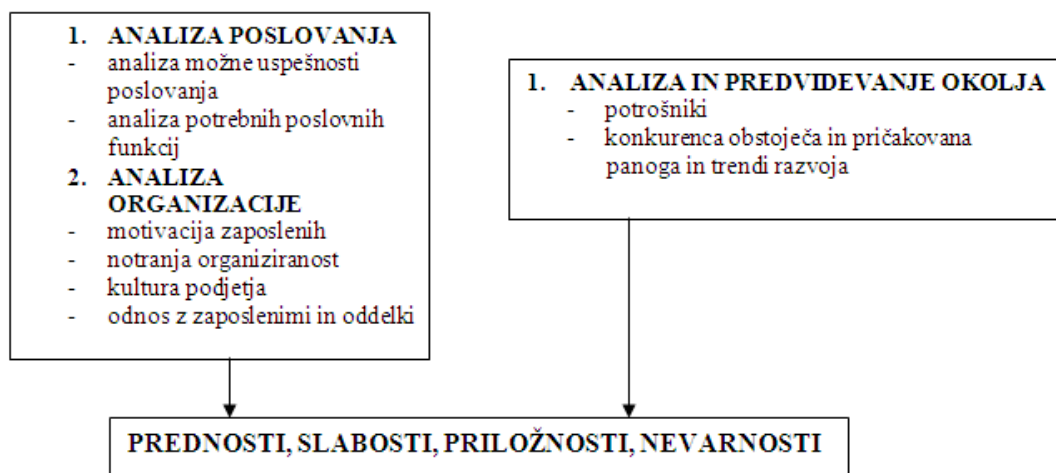 1. ANALIZA POSLOVANJA
- analiza možne uspešnosti
poslovanja
- analiza potrebnih poslovnih
funkcij
2. ANALIZA
ORGANIZACIJE
- motivacija zaposlenih
- notranja organiziranost
- kultura podjetja
- odnos z zaposlenimi in oddelki
1. ANALIZA IN PREDVIDEVANJE OKOLJA
- potrošniki
- konkurenca obstoječa in pričakovana
panoga in trendi razvoja
PREDNOSTI, SLABOSTI, PRILOŽNOSTI, NEVARNOSTI